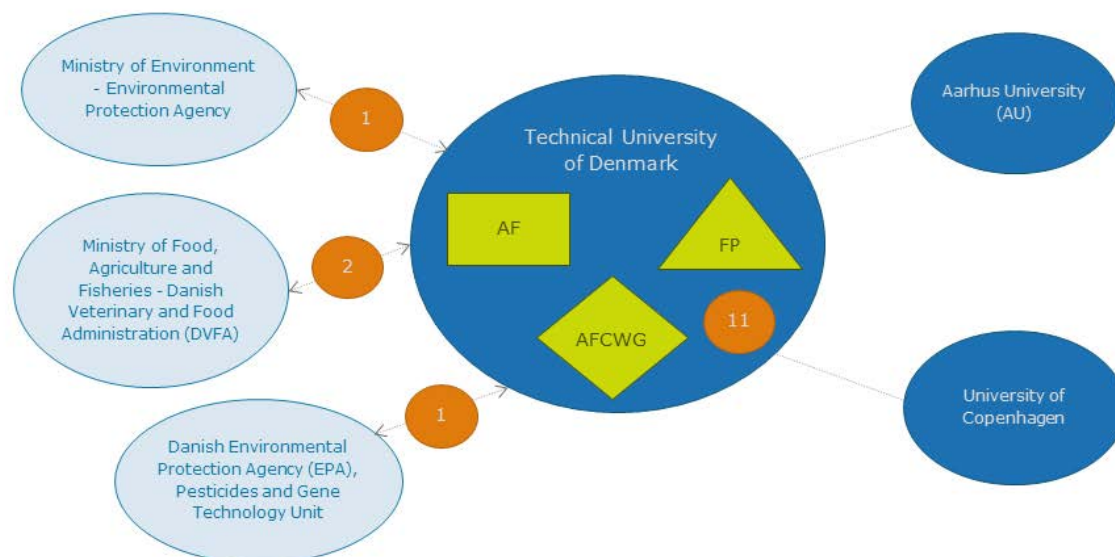 Ministry of Environment
- Environmental
Protection Agency
1
Technical University
of Denmark
Aarhus University
(AU)
AF
FP
Ministry of Food,
Agriculture and
Fisheries - Danish
Veterinary and Food
Administration (DVFA)
2
11
AFCWG
1
University of
Copenhagen
Danish Environmental
Protection Agency (EPA),
Pesticides and Gene
Technology Unit